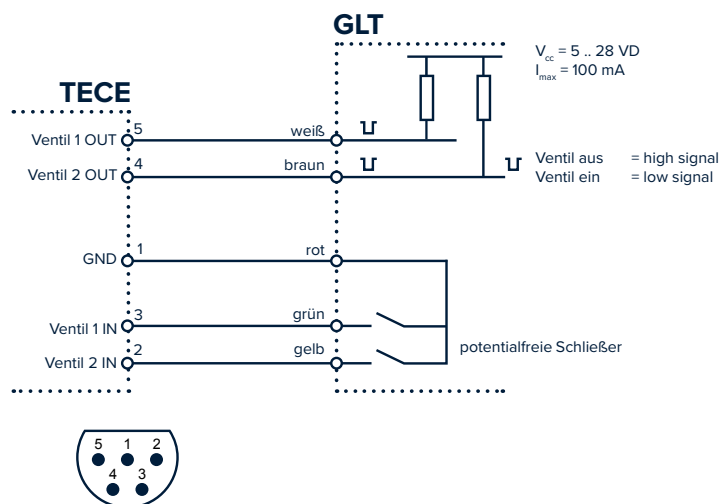 GLT
V_cc = 5 .. 28 VD
I_max = 100 mA
TECE
Ventil 1 OUT 5 weiß
Ventil 2 OUT 4 braun
Ventil aus = high signal
Ventil ein = low signal
GND 1 rot
Ventil 1 IN 3 grün
Ventil 2 IN 2 gelb
potentialfreie Schließer
5 1 2
4 3